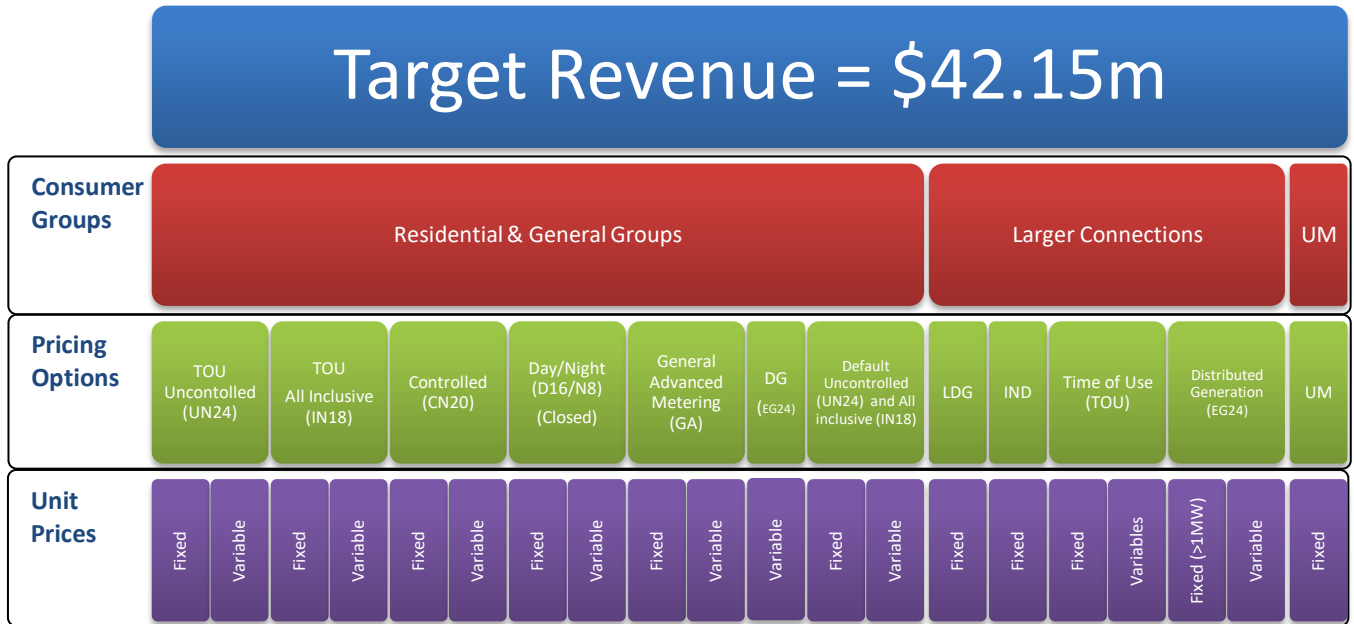 Target Revenue = $42.15m
Consumer
Groups
Residential & General Groups
Larger Connections
UM
Pricing
Options
TOU
Uncontolled
(UN24)
TOU
All Inclusive
(IN18)
Controlled
(CN20)
Day/Night
(D16/N8)
(Closed)
General
Advanced
Metering
(GA)
DG
(EG24)
Default
Uncontrolled
(UN24) and All
inclusive (IN18)
LDG
IND
Time of Use
(TOU)
Distributed
Generation
(EG24)
UM
Unit
Prices
Fixed
Variable
Fixed
Variable
Fixed
Variable
Fixed
Variable
Fixed
Variable
Variable
Fixed
Variable
Fixed
Fixed
Fixed
Variables
Fixed (>1MW)
Variable
Fixed